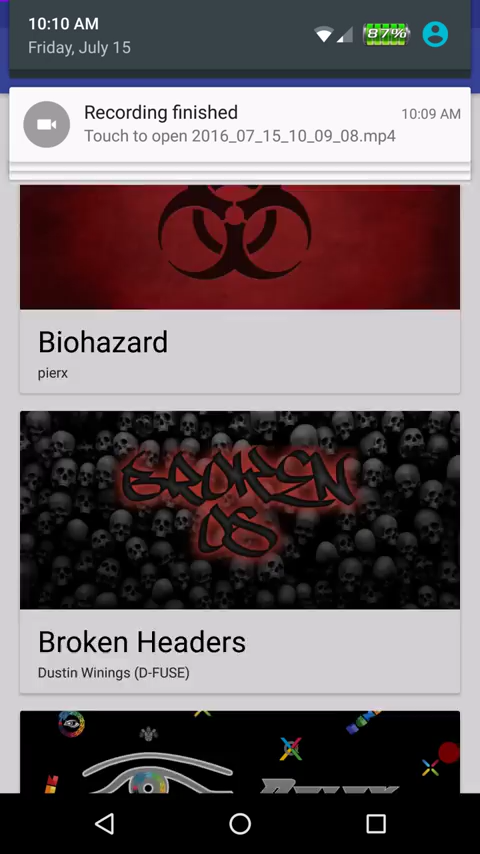 10:10 AM
Friday, July 15
87%
Recording finished
10:09 AM
Touch to open 2016_07_15_10_09_08.mp4
Biohazard
pierx
BROKEN
OS
Broken Headers
Dustin Winings (D-FUSE)